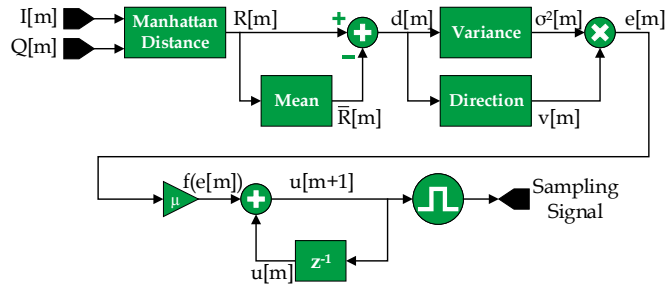 I[m]
Q[m]
Manhattan
Distance
R[m]
+
−
+
d[m]
Variance
σ²[m]
×
e[m]
Mean
R̅[m]
Direction
v[m]
μ
f(e[m])
+
u[m+1]
z⁻¹
u[m]
Sampling
Signal